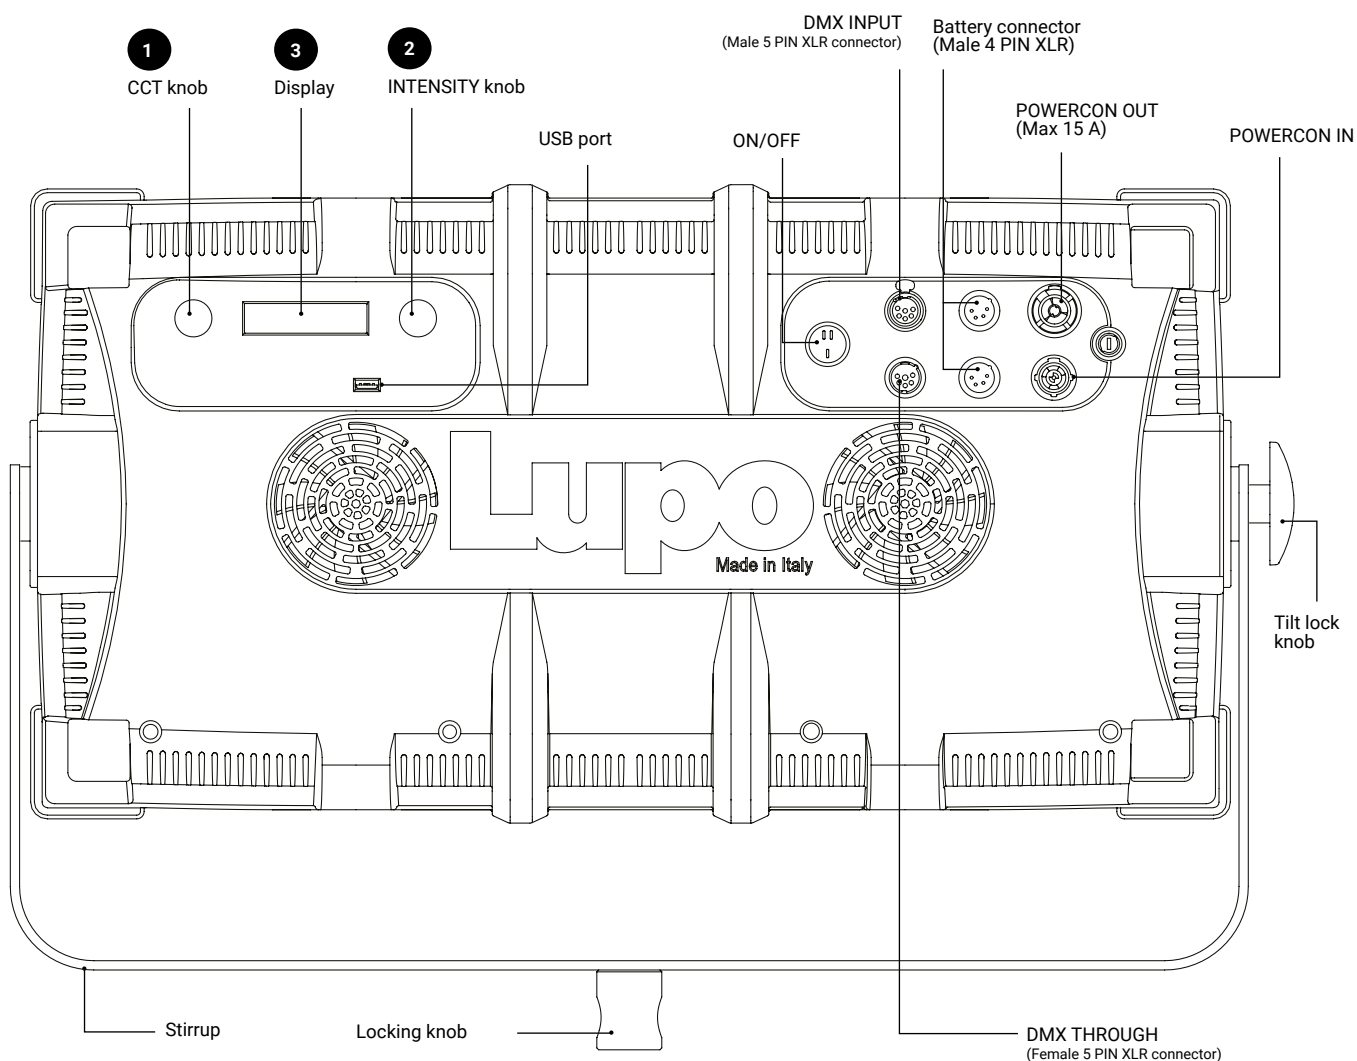 DMX INPUT
(Male 5 PIN XLR connector)
Battery connector
(Male 4 PIN XLR)
1
3
2
CCT knob
Display
INTENSITY knob
POWERCON OUT
(Max 15 A)
USB port
ON/OFF
POWERCON IN
Lupo
Made in Italy
Tilt lock
knob
Stirrup
Locking knob
DMX THROUGH
(Female 5 PIN XLR connector)